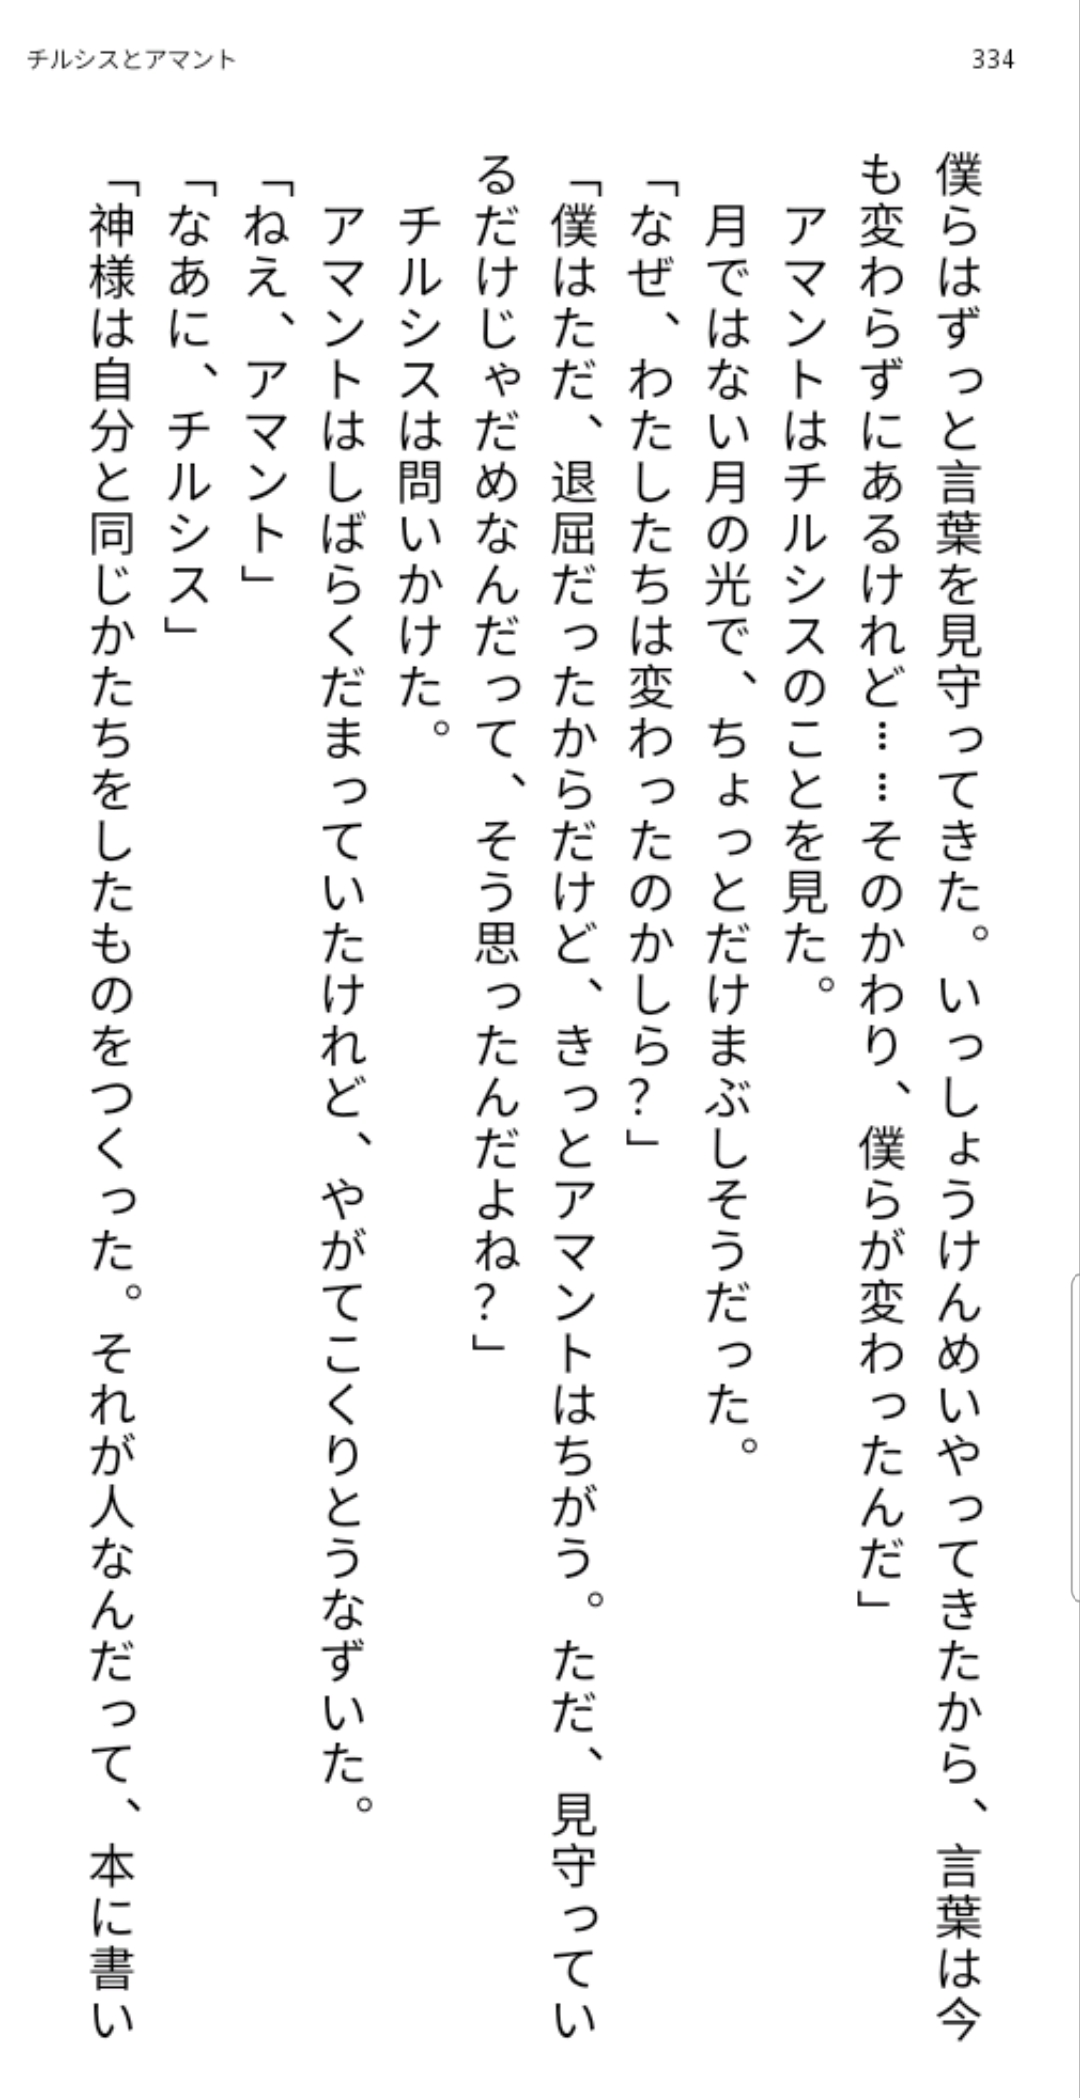 チルシスとアマント
334
僕らはずっと言葉を見守ってきた。いっしょうけんめいやってきたから、言葉は今
も変わらずにあるけれど……そのかわり、僕らが変わったんだ」
アマントはチルシスのことを見た。
月ではない月の光で、ちょっとだけまぶしそうだった。
「なぜ、わたしたちは変わったのかしら？」
「僕はただ、退屈だったからだけど、きっとアマントはちがう。ただ、見守ってい
るだけじゃだめなんだって、そう思ったんだよね？」
チルシスは問いかけた。
アマントはしばらくだまっていたけれど、やがてこくりとうなずいた。
「ねえ、アマント」
「なあに、チルシス」
「神様は自分と同じかたちをしたものをつくった。それが人なんだって、本に書い